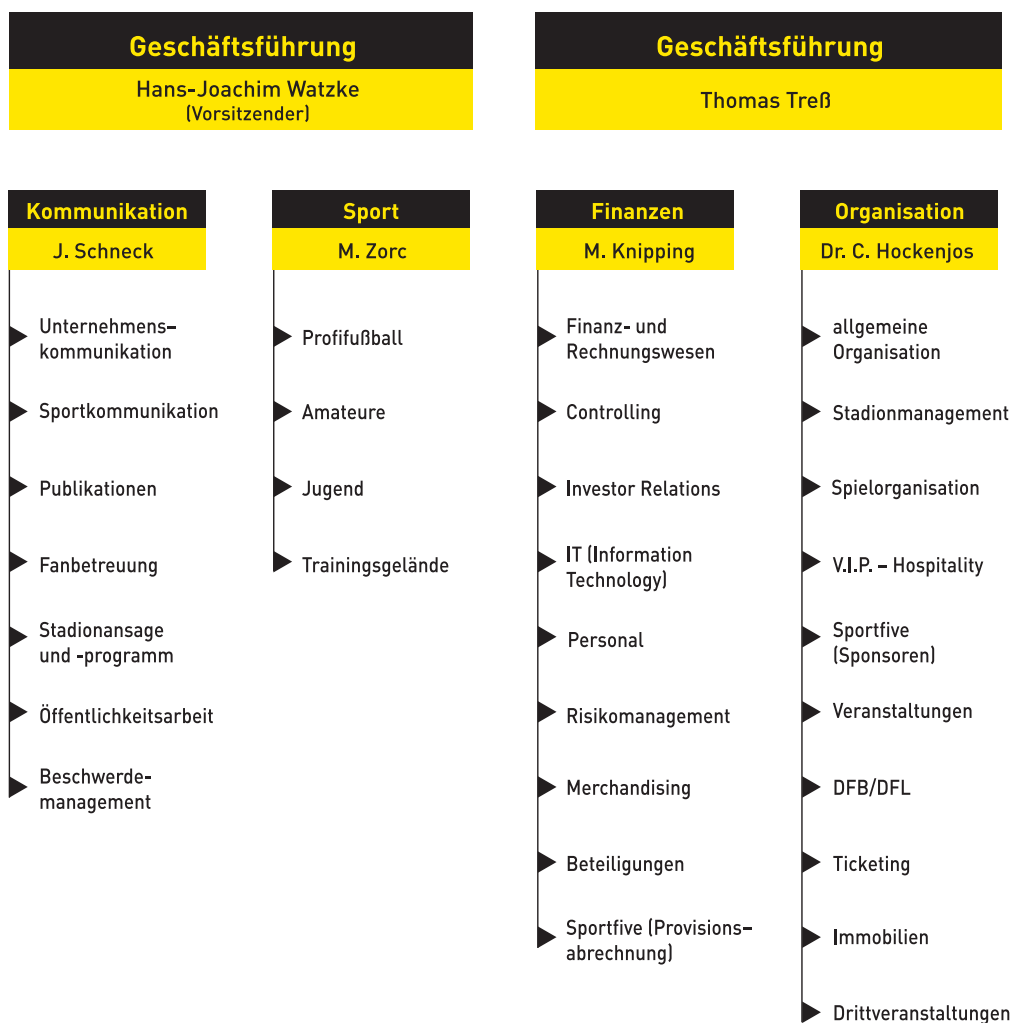 Geschäftsführung
Hans-Joachim Watzke
(Vorsitzender)
Geschäftsführung
Thomas Treß
Kommunikation
J. Schneck
Unternehmens–
kommunikation
Sportkommunikation
Publikationen
Fanbetreuung
Stadionansage
und -programm
Öffentlichkeitsarbeit
Beschwerde-
management
Sport
M. Zorc
Profifußball
Amateure
Jugend
Trainingsgelände
Finanzen
M. Knipping
Finanz- und
Rechnungswesen
Controlling
Investor Relations
IT (Information
Technology)
Personal
Risikomanagement
Merchandising
Beteiligungen
Sportfive (Provisions–
abrechnung)
Organisation
Dr. C. Hockenjos
allgemeine
Organisation
Stadionmanagement
Spielorganisation
V.I.P. – Hospitality
Sportfive
(Sponsoren)
Veranstaltungen
DFB/DFL
Ticketing
Immobilien
Drittveranstaltungen